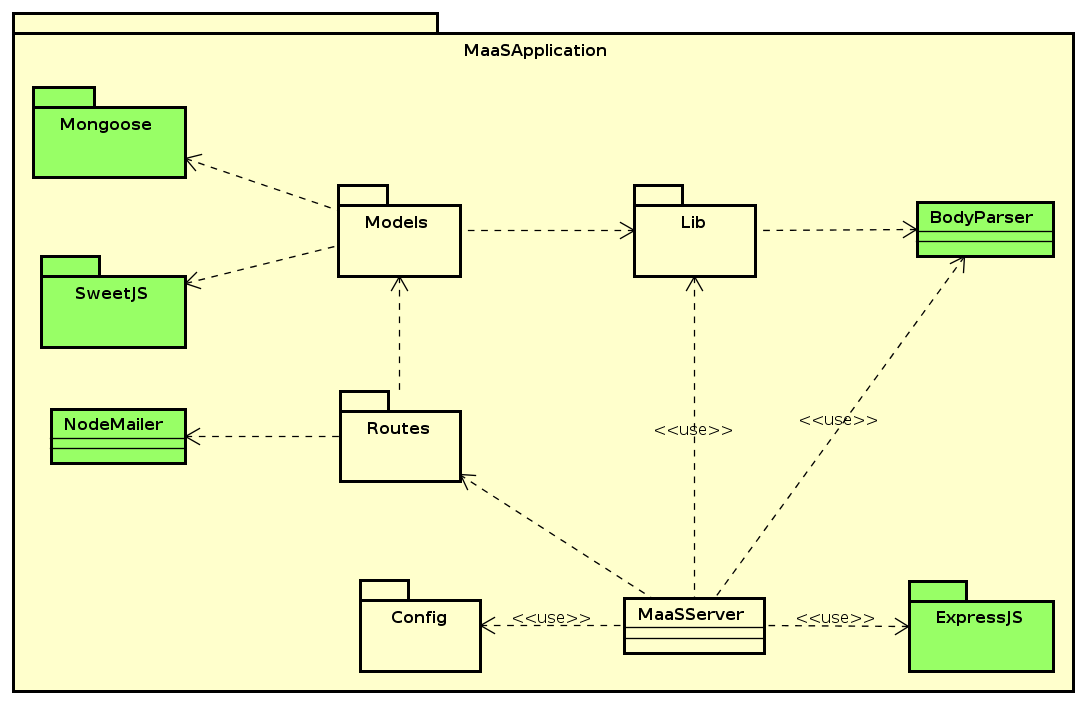 MaaSApplication
Mongoose
Models
Lib
BodyParser
SweetJS
NodeMailer
Routes
<<use>>
<<use>>
Config
<<use>>
MaaSServer
<<use>>
ExpressJS